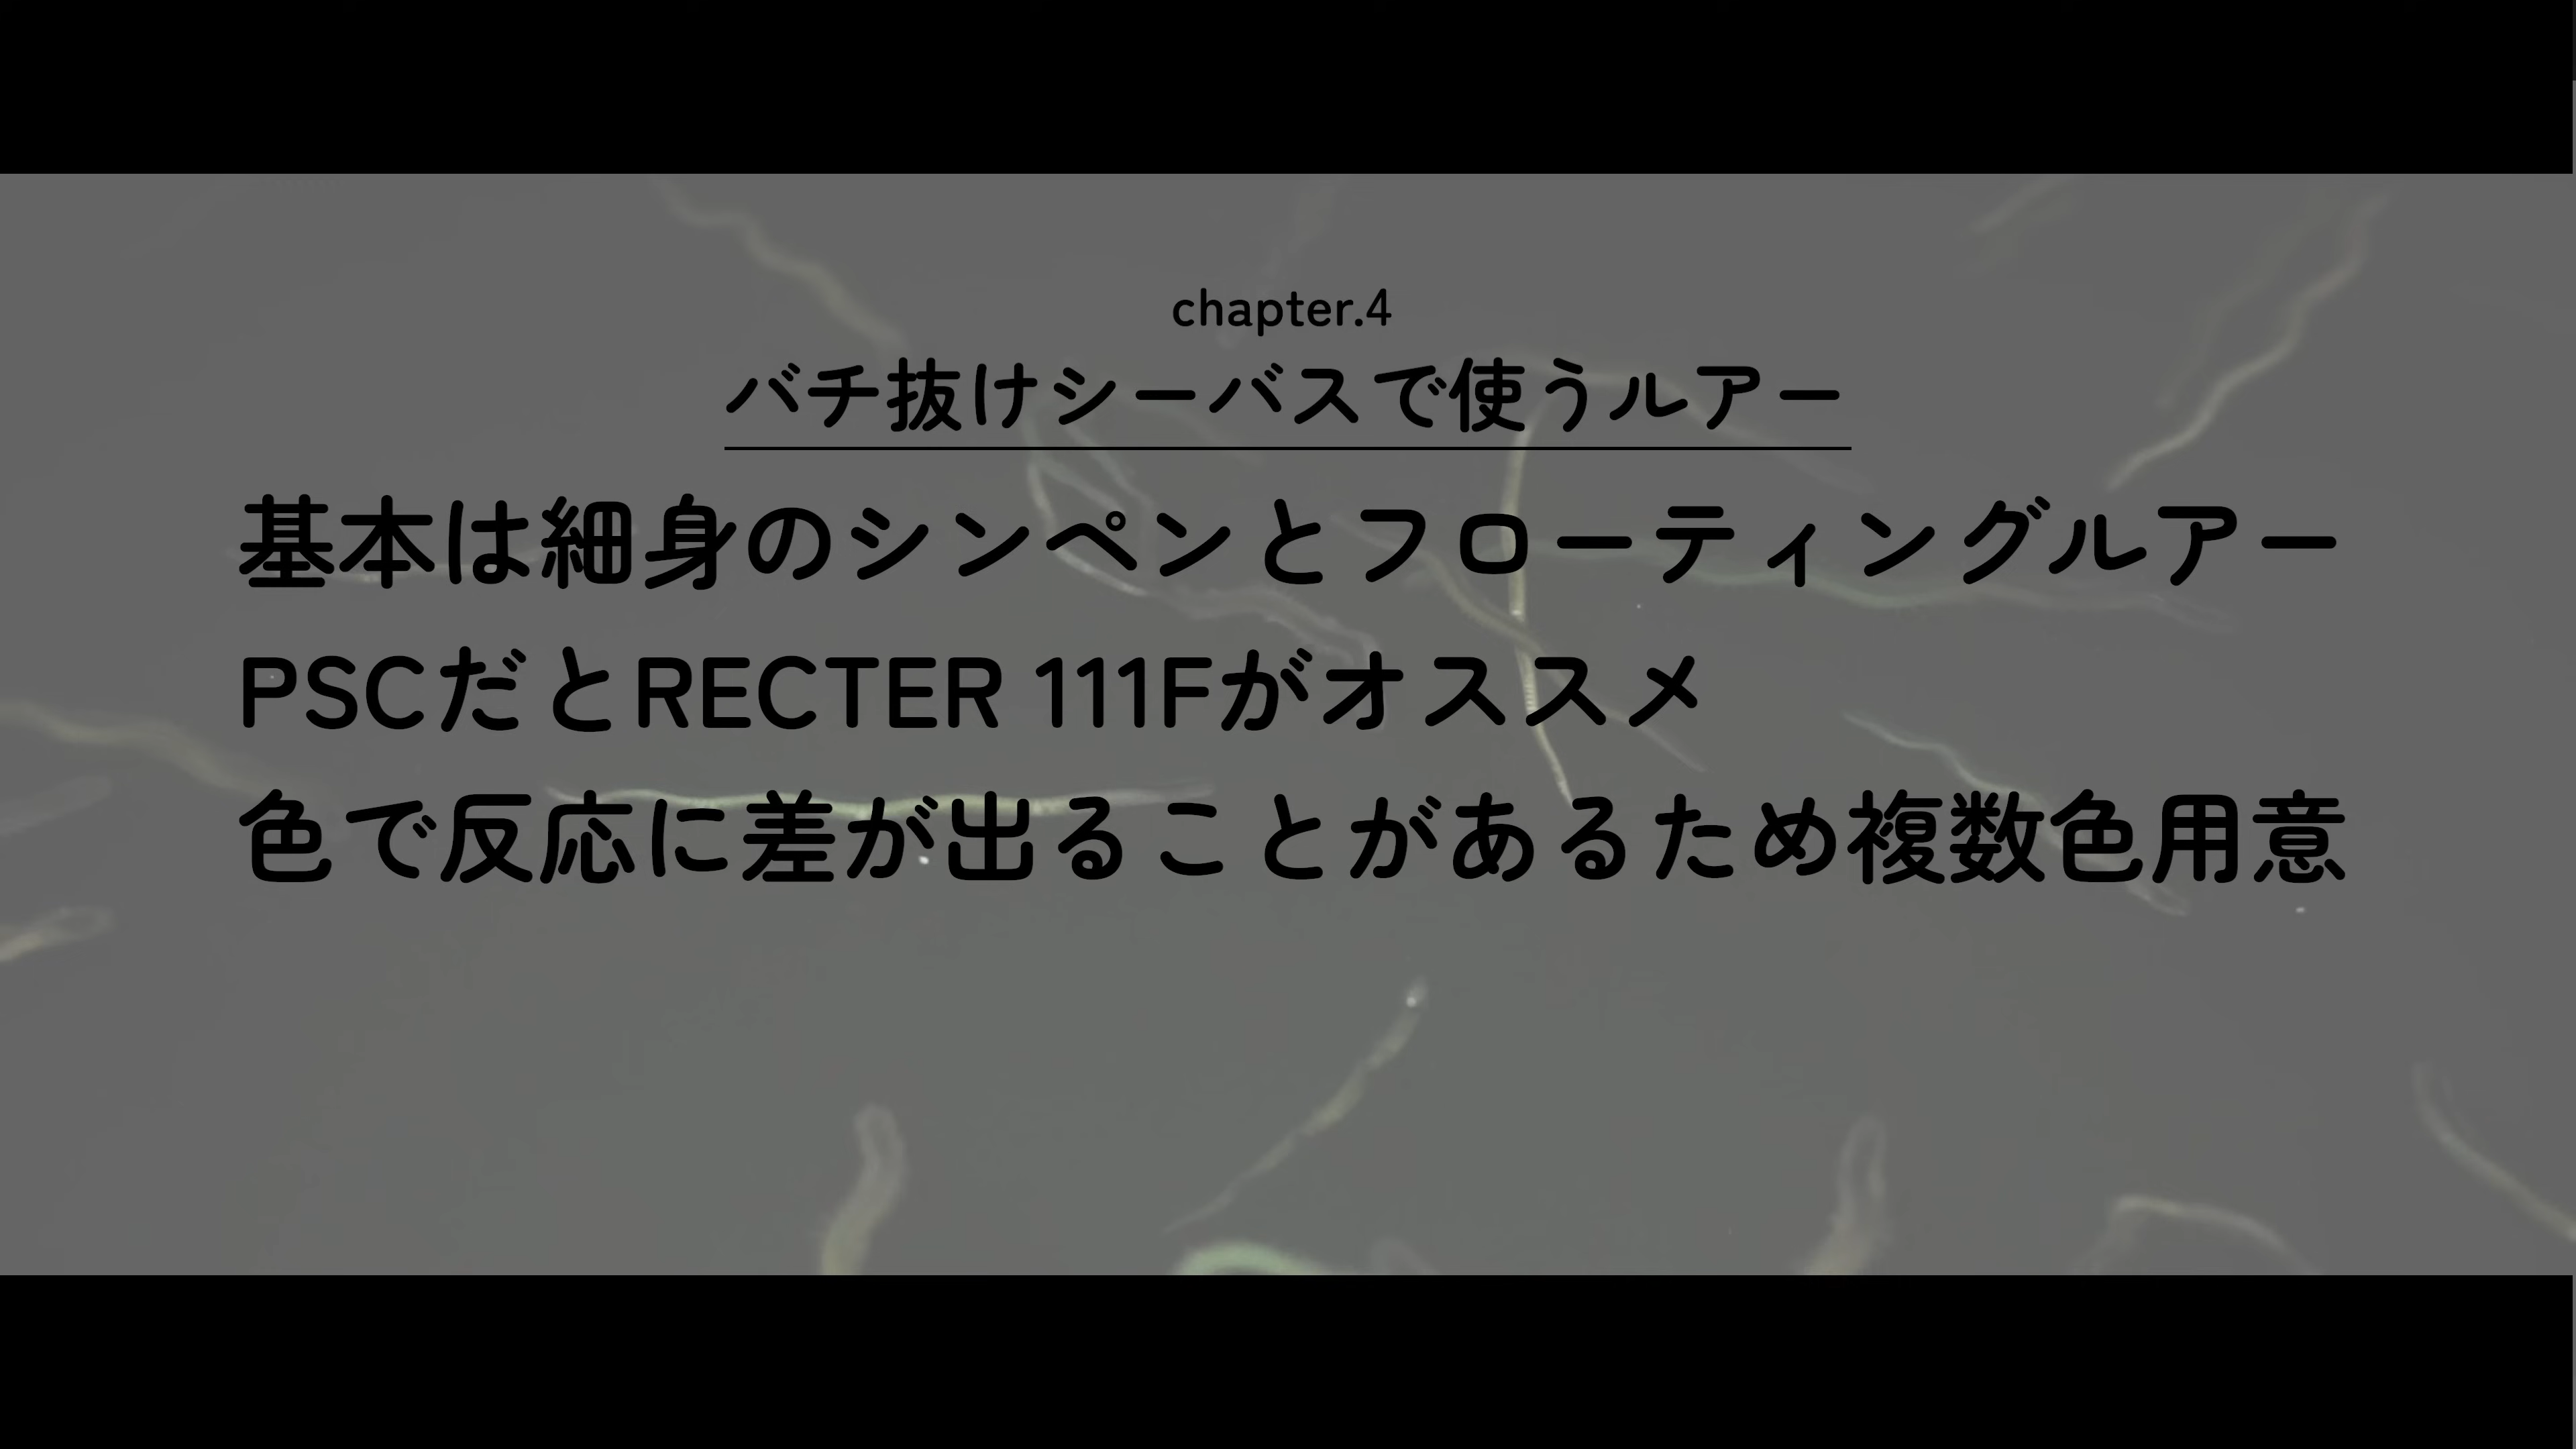 chapter.4
バチ抜けシーバスで使うルアー
基本は細身のシンペンとフローティングルアー
PSCだとRECTER 111Fがオススメ
色で反応に差が出ることがあるため複数色用意